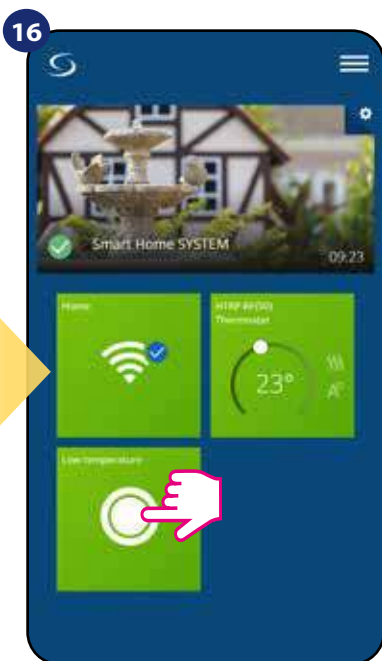 16
Smart Home SYSTEM
09:23
Home
HTRP-RF(50)
Thermostat
23°
Low temperature